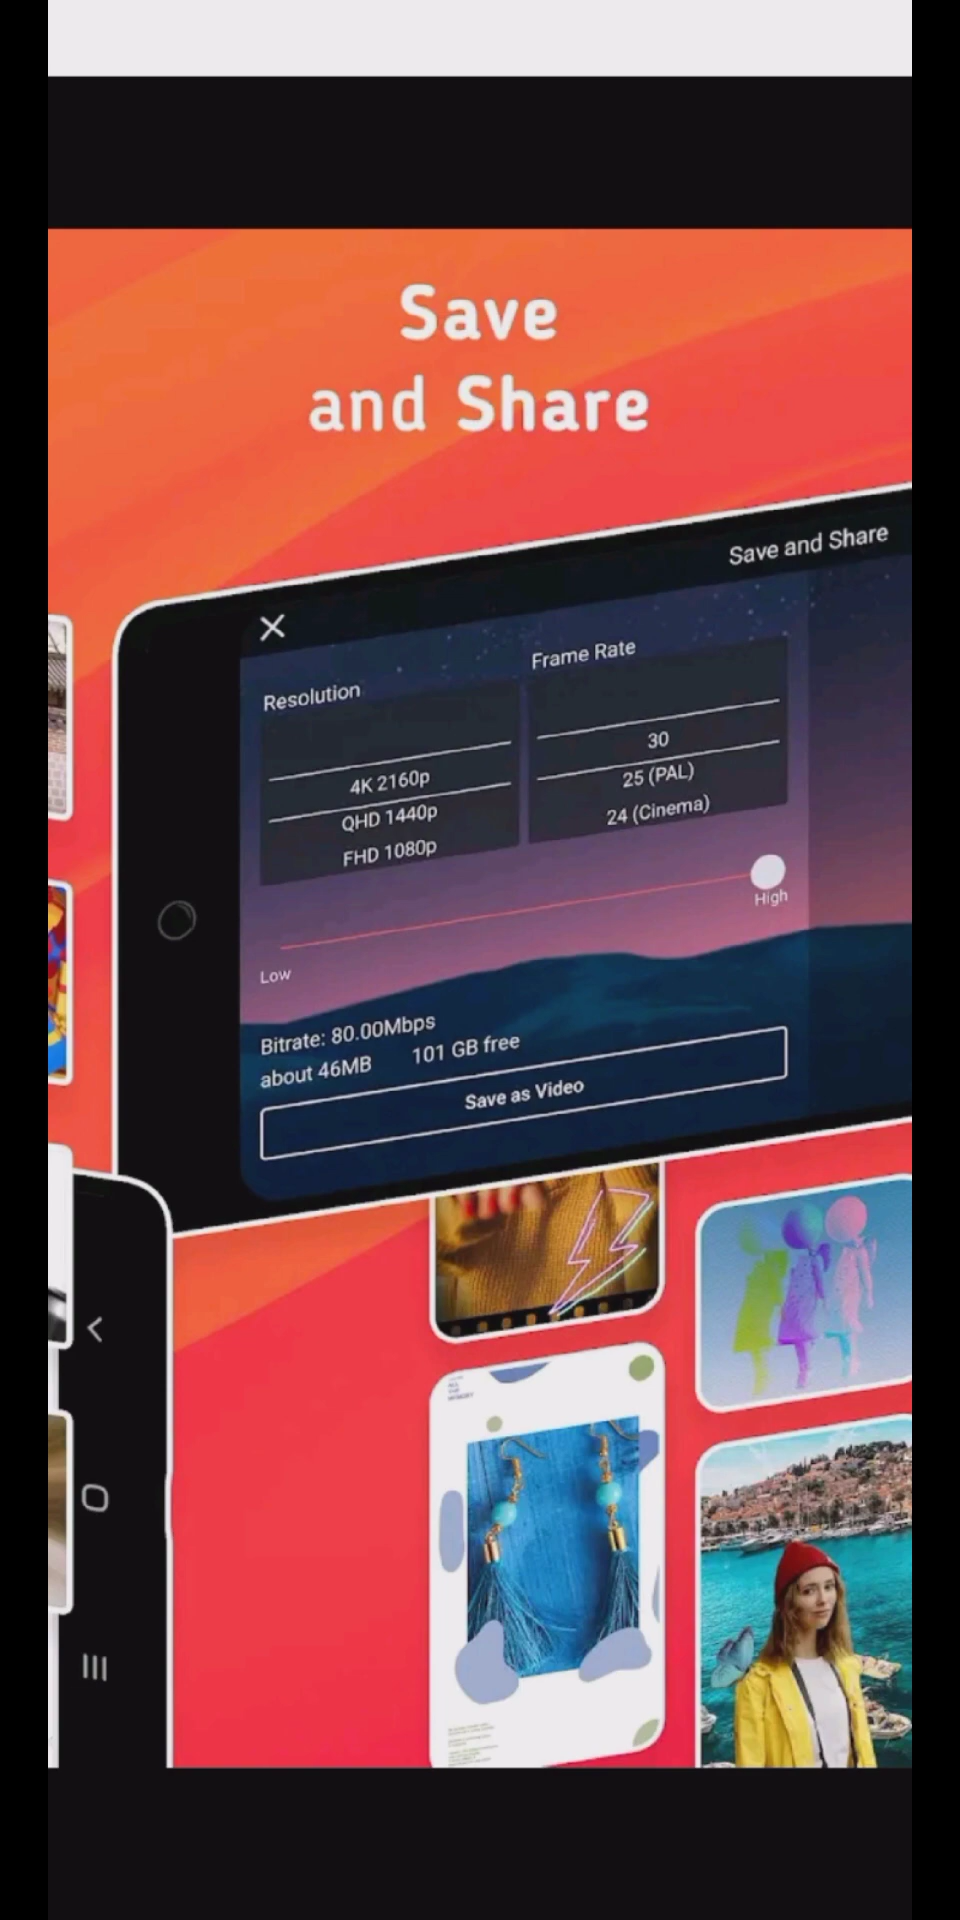 Save
and Share
Save and Share
Resolution
Frame Rate
4K 2160p
QHD 1440p
FHD 1080p
30
25 (PAL)
24 (Cinema)
High
Low
Bitrate: 80.00Mbps
about 46MB 101 GB free
Save as Video